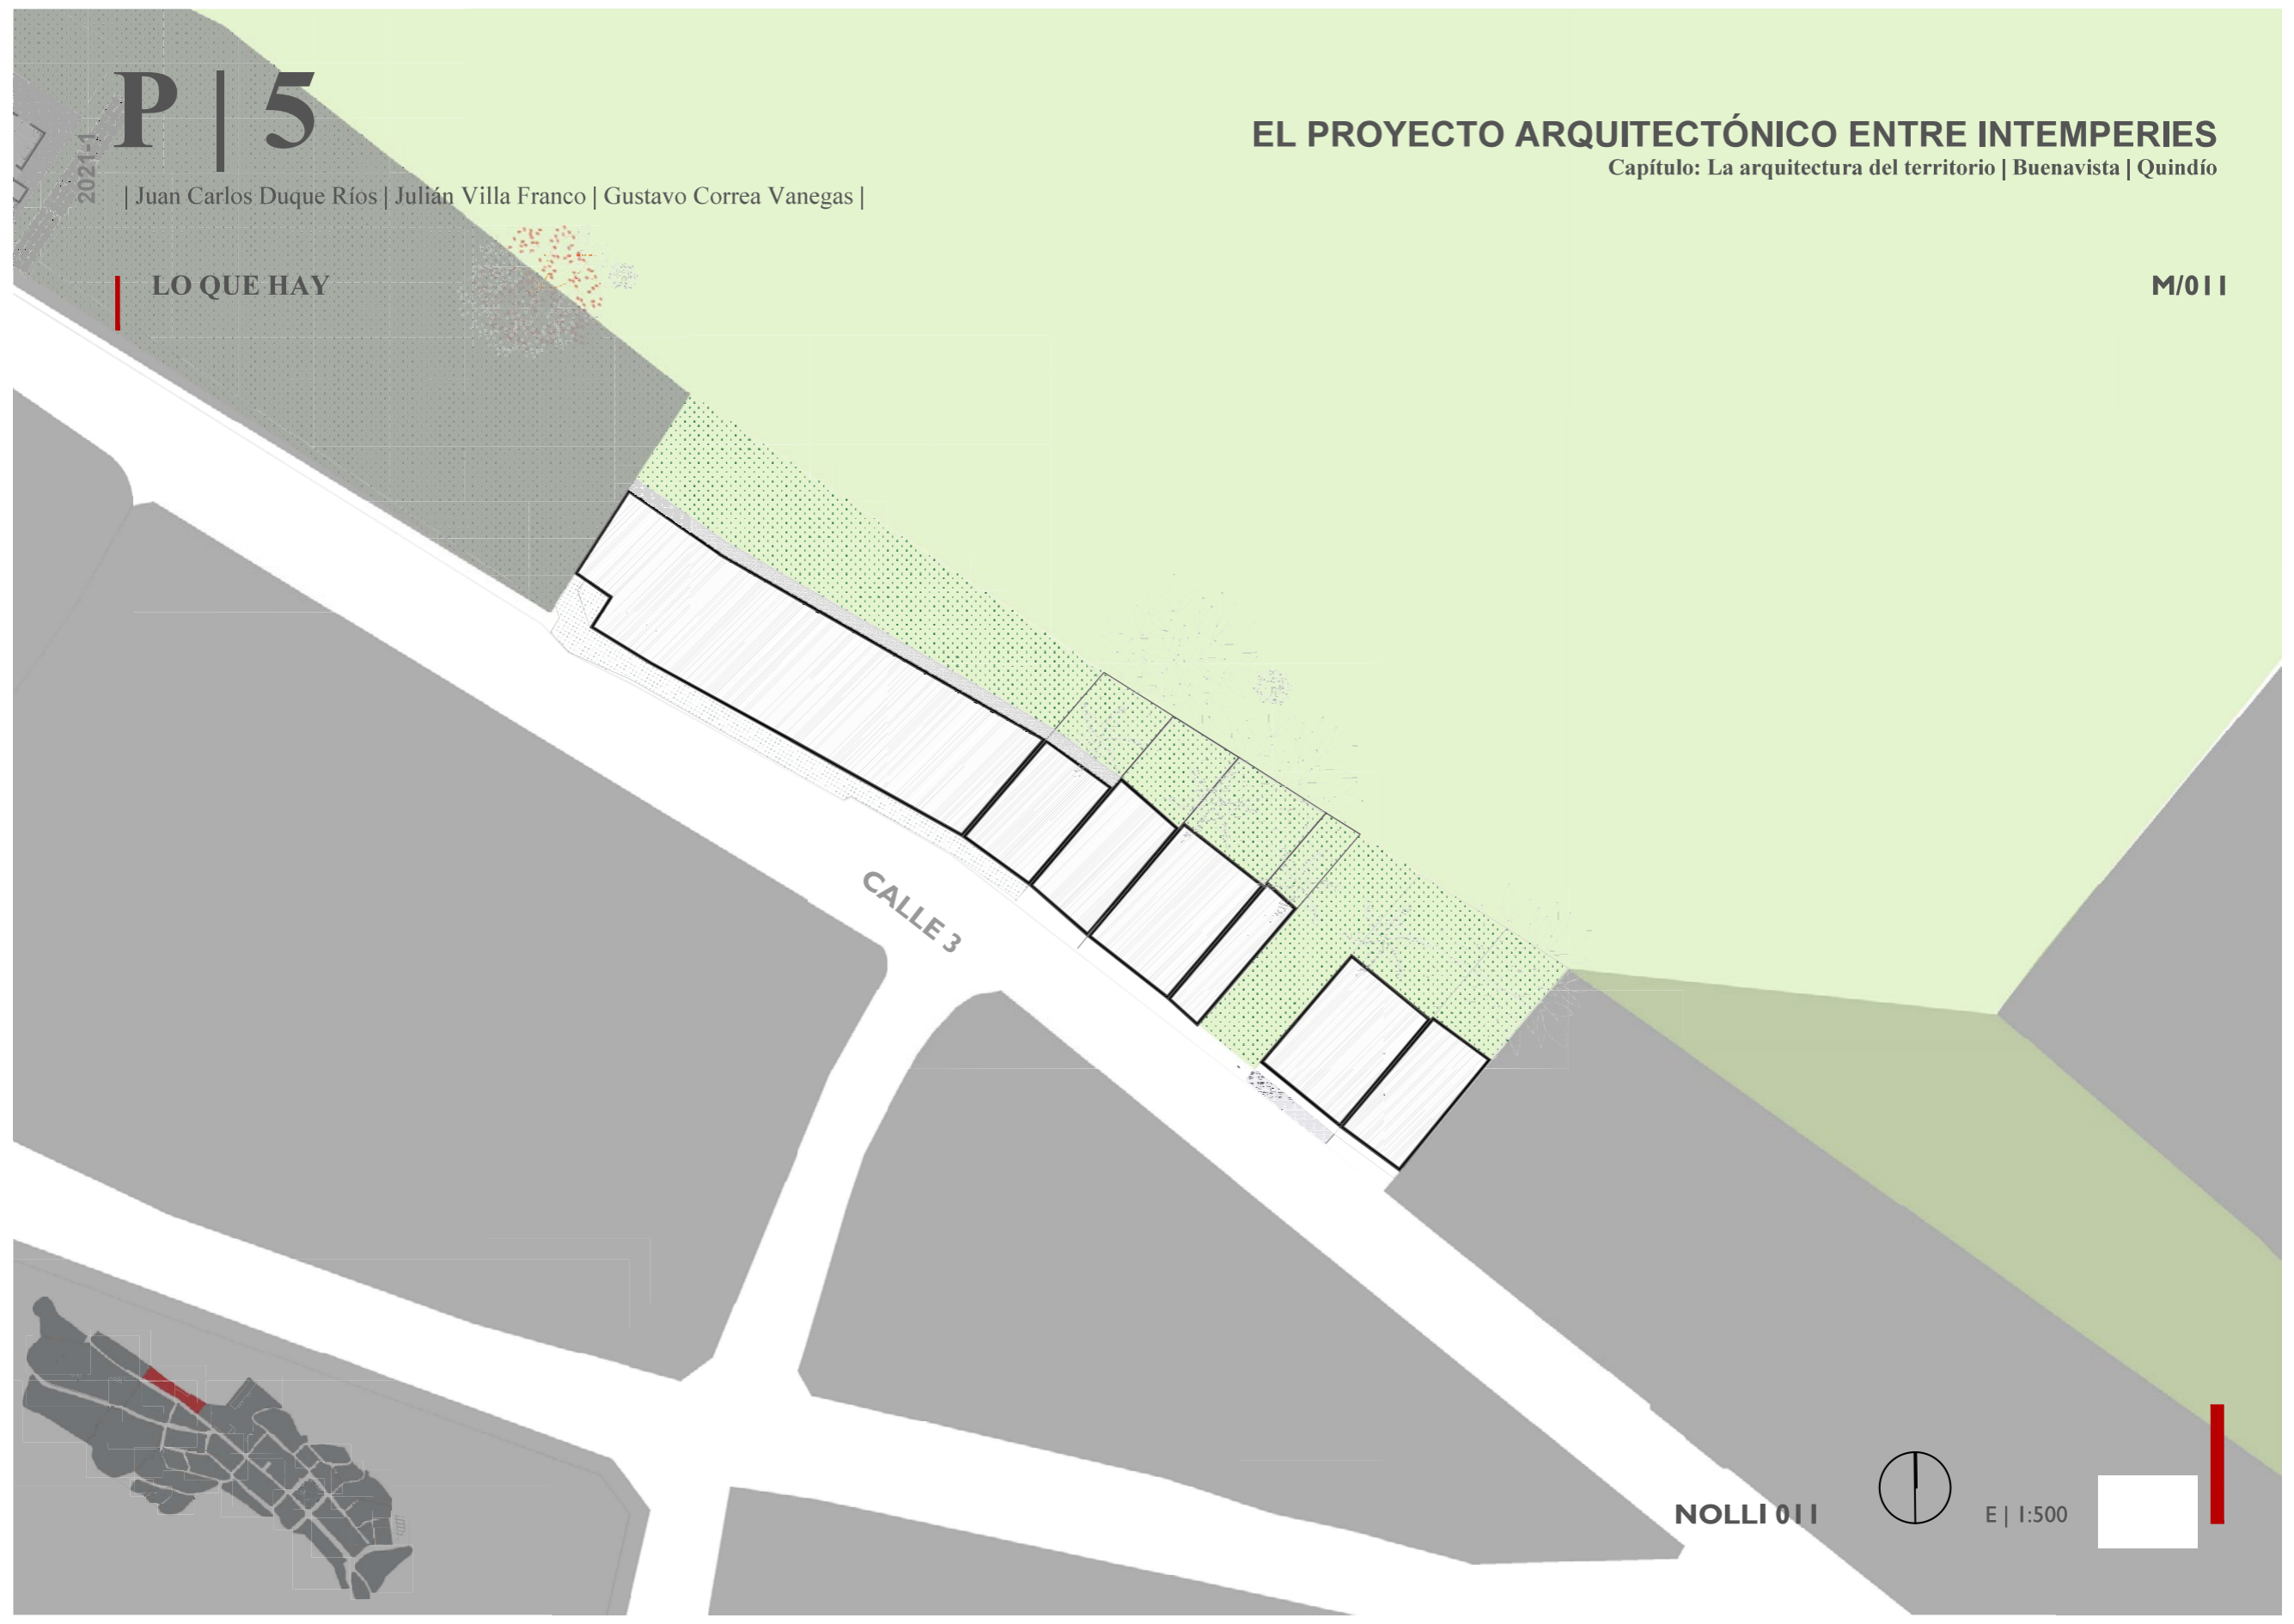 P | 5
2021-1
| Juan Carlos Duque Ríos | Julián Villa Franco | Gustavo Correa Vanegas |
EL PROYECTO ARQUITECTÓNICO ENTRE INTEMPERIES
Capítulo: La arquitectura del territorio | Buenavista | Quindío
LO QUE HAY
M/011
CALLE 3
NOLLI 011
E | 1:500